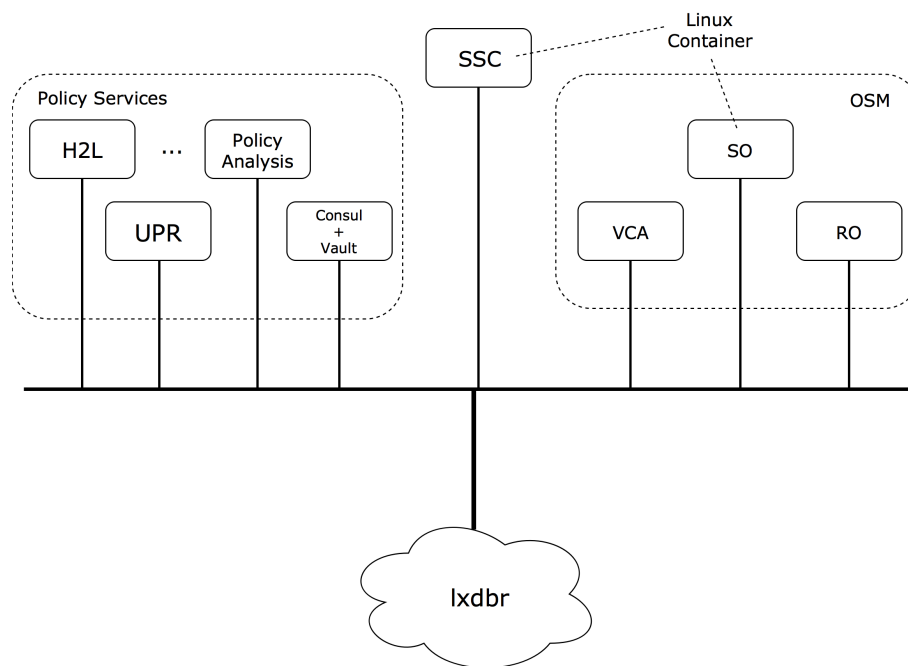 Linux
Container
SSC
Policy Services
OSM
H2L
...
Policy
Analysis
SO
UPR
Consul
+
Vault
VCA
RO
lxdbr